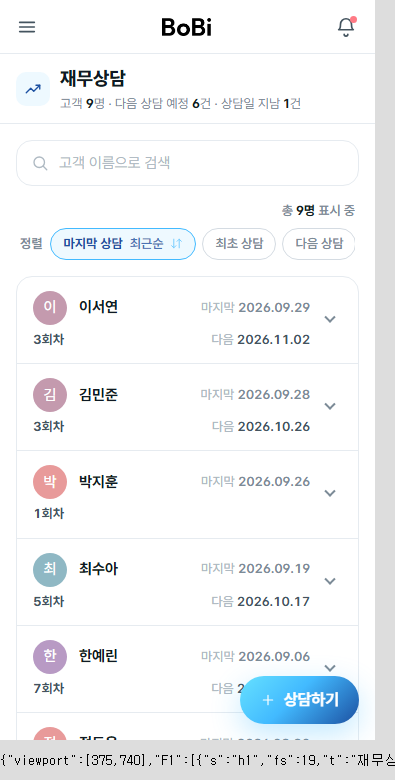 BoBi
재무상담
고객 9명 · 다음 상담 예정 6건 · 상담일 지남 1건
고객 이름으로 검색
총 9명 표시 중
정렬 마지막 상담 최근순 최초 상담 다음 상담
이 이서연 마지막 2026.09.29
3회차 다음 2026.11.02
김 김민준 마지막 2026.09.28
3회차 다음 2026.10.26
박 박지훈 마지막 2026.09.26
1회차
최 최수아 마지막 2026.09.19
5회차 다음 2026.10.17
한 한예린 마지막 2026.09.06
7회차 다음 2
+ 상담하기
{"viewport":[375,740],"F1":[{"s":"h1","fs":19,"t":"재무상